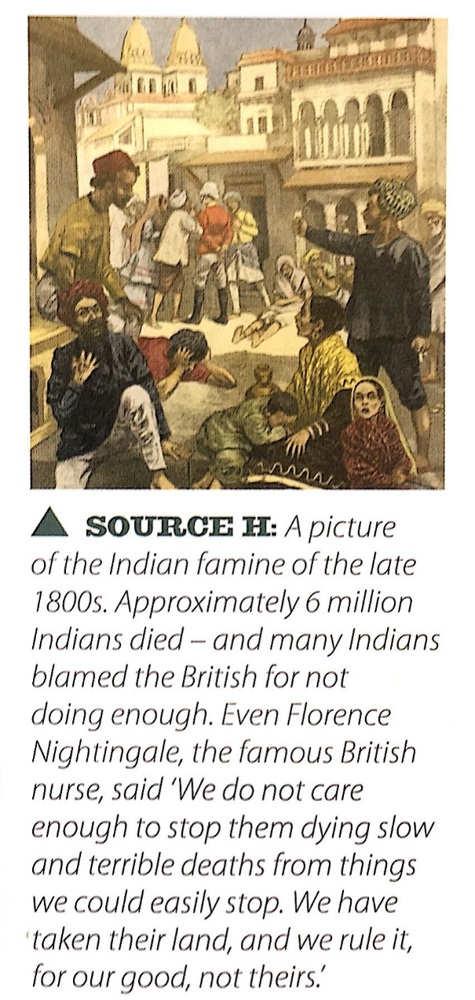 ▲ SOURCE H: A picture
of the Indian famine of the late
1800s. Approximately 6 million
Indians died – and many Indians
blamed the British for not
doing enough. Even Florence
Nightingale, the famous British
nurse, said ‘We do not care
enough to stop them dying slow
and terrible deaths from things
we could easily stop. We have
taken their land, and we rule it,
for our good, not theirs.’